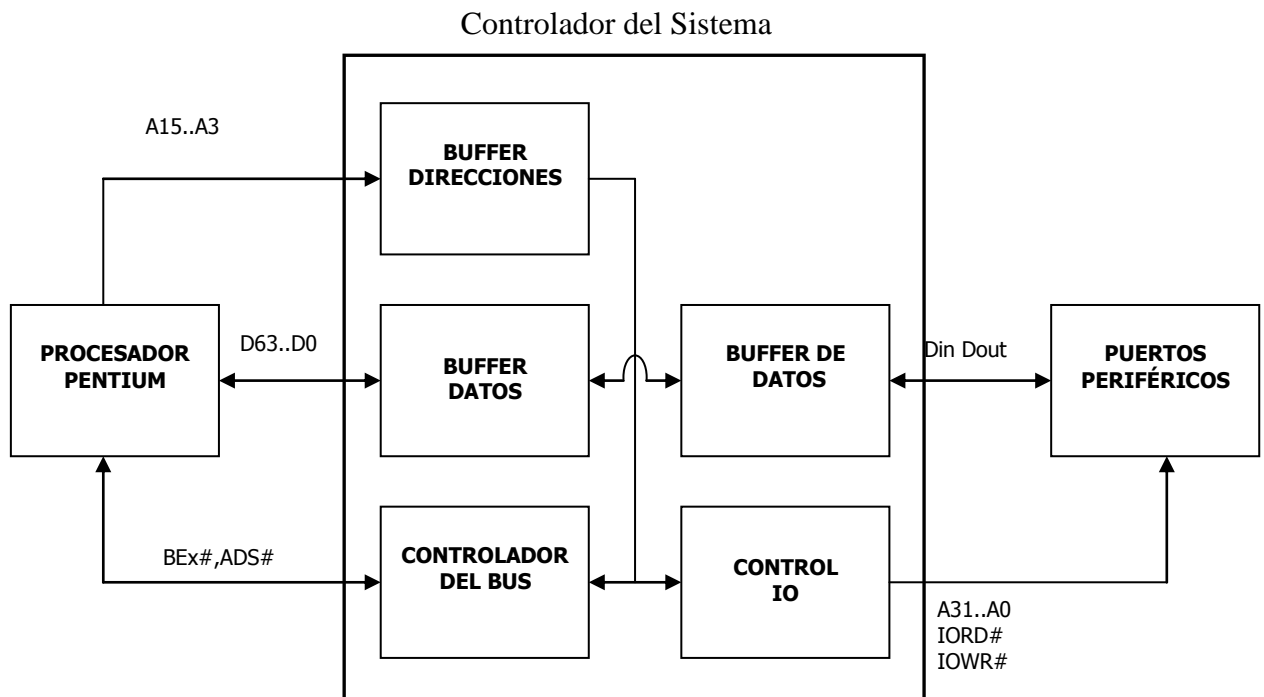 Controlador del Sistema
A15..A3
BUFFER
DIRECCIONES
PROCESADOR
PENTIUM
D63..D0
BUFFER
DATOS
BUFFER DE
DATOS
Din Dout
PUERTOS
PERIFÉRICOS
BEx#,ADS#
CONTROLADOR
DEL BUS
CONTROL
IO
A31..A0
IORD#
IOWR#